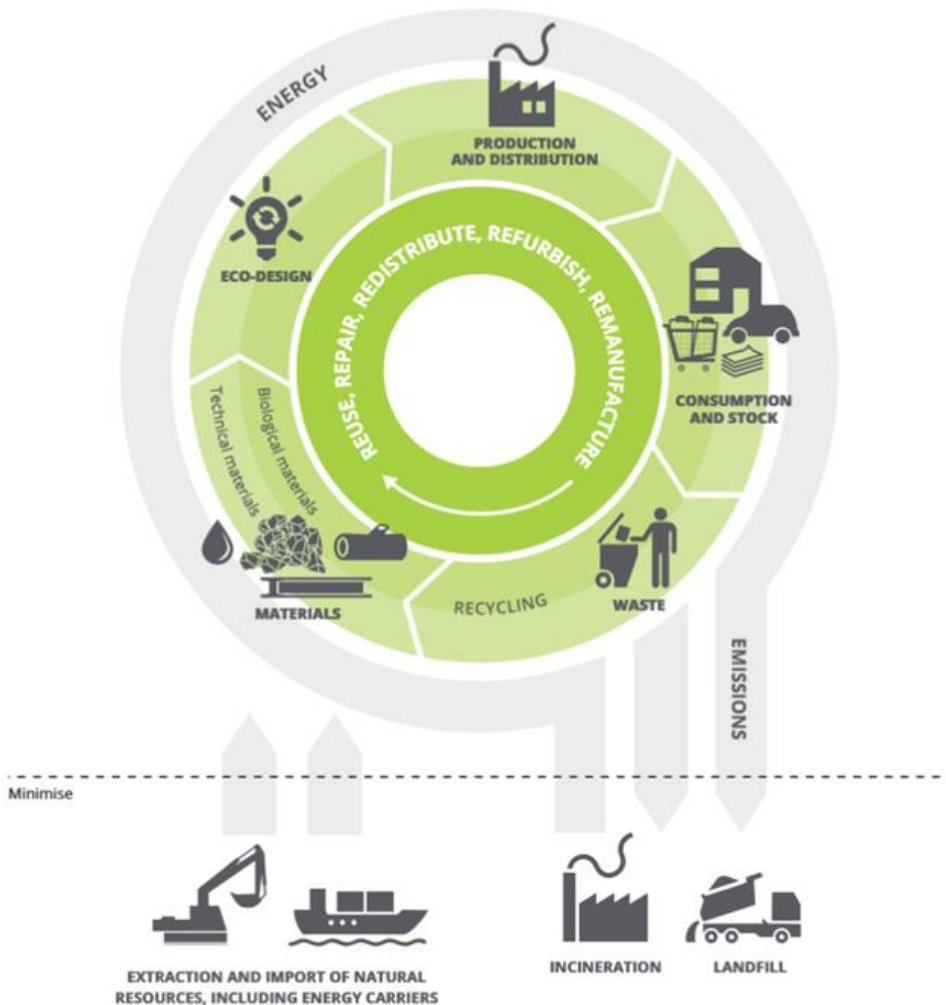 ENERGY
PRODUCTION
AND DISTRIBUTION
ECO-DESIGN
REUSE, REPAIR, REDISTRIBUTE, REFURBISH, REMANUFACTURE
CONSUMPTION
AND STOCK
Technical materials
Biological materials
MATERIALS
RECYCLING
WASTE
EMISSIONS
Minimise
EXTRACTION AND IMPORT OF NATURAL
RESOURCES, INCLUDING ENERGY CARRIERS
INCINERATION
LANDFILL